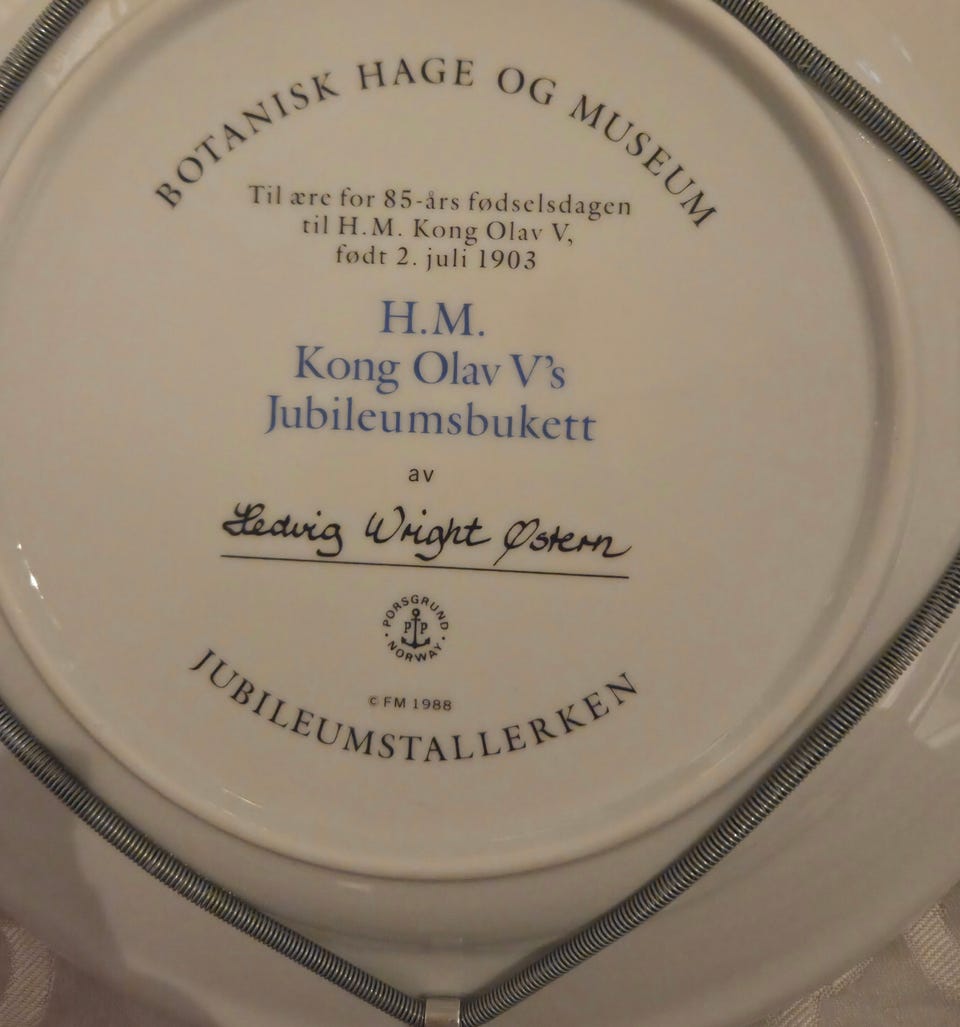 BOTANISK HAGE OG MUSEUM
Til ære for 85-års fødselsdagen
til H.M. Kong Olav V,
født 2. juli 1903
H.M.
Kong Olav V's
Jubileumsbukett
av
Hedvig Wright Østern
PORSGRUND
PP
NORWAY
© FM 1988
JUBILEUMSTALLERKEN